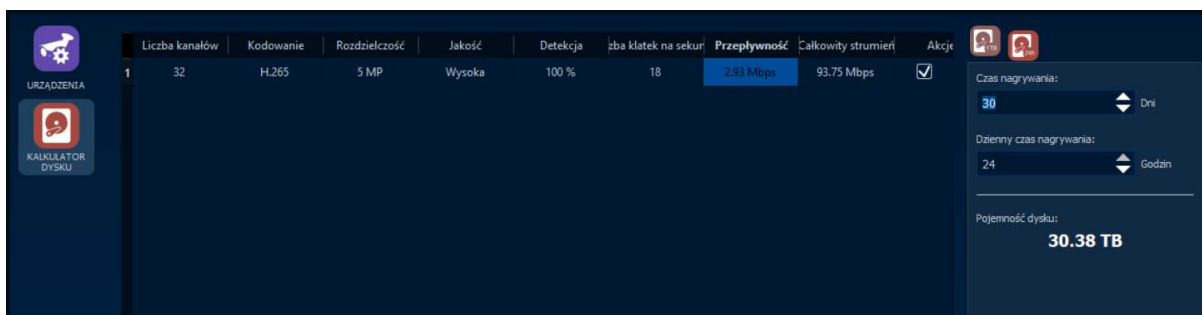 URZĄDZENIA
KALKULATOR
DYSKU
Liczba kanałów Kodowanie Rozdzielczość Jakość Detekcja zba klatek na sekun Przepływność Całkowity strumień Akcje
1 32 H.265 5 MP Wysoka 100 % 18 2.93 Mbps 93.75 Mbps
1TB 24h
Czas nagrywania:
30 Dni
Dzienny czas nagrywania:
24 Godzin
Pojemność dysku:
30.38 TB